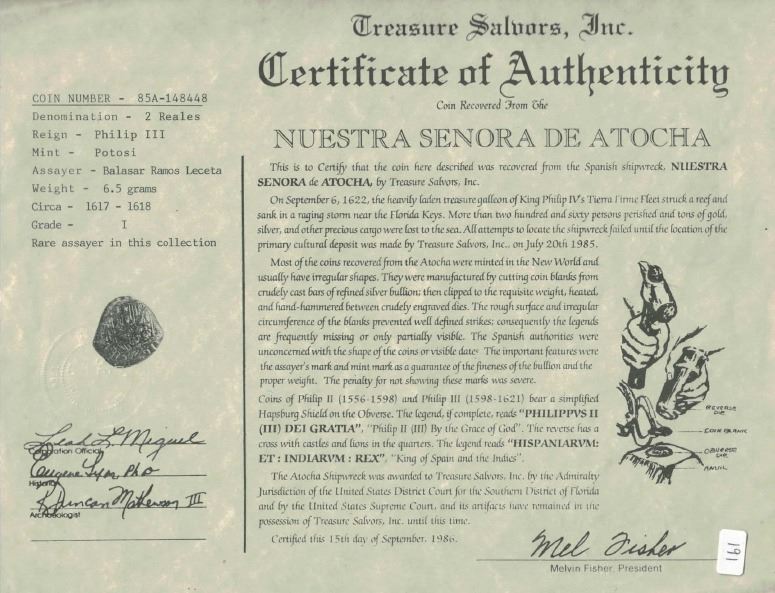 Treasure Salvors, Inc.
Certificate of Authenticity
Coin Recovered From The
NUESTRA SENORA DE ATOCHA
COIN NUMBER - 85A-148448
Denomination - 2 Reales
Reign - Philip III
Mint - Potosi
Assayer - Balasar Ramos Leceta
Weight - 6.5 grams
Circa - 1617 - 1618
Grade - I
Rare assayer in this collection
This is to Certify that the coin here described was recovered from the Spanish shipwreck, NUESTRA
SENORA de ATOCHA, by Treasure Salvors, Inc.
On September 6, 1622, the heavily laden treasure galleon of King Philip IV's Tierra Firme Fleet struck a reef and
sank in a raging storm near the Florida Keys. More than two hundred and sixty persons perished and tons of gold,
silver, and other precious cargo were lost to the sea. All attempts to locate the shipwreck failed until the location of the
primary cultural deposit was made by Treasure Salvors, Inc., on July 20th 1985.
Most of the coins recovered from the Atocha were minted in the New World and
usually have irregular shapes. They were manufactured by cutting coin blanks from
crudely cast bars of refined silver bullion; then clipped to the requisite weight, heated,
and hand-hammered between crudely engraved dies. The rough surface and irregular
circumference of the blanks prevented well defined strikes; consequently the legends
are frequently missing or only partially visible. The Spanish authorities were
unconcerned with the shape of the coins or visible date. The important features were
the assayer's mark and mint mark as a guarantee of the fineness of the bullion and the
proper weight. The penalty for not showing these marks was severe.
Coins of Philip II (1556-1598) and Philip III (1598-1621) bear a simplified
Hapsburg Shield on the Obverse. The legend, if complete, reads "PHILIPPVS II
(III) DEI GRATIA", "Philip II (III) By the Grace of God". The reverse has a
cross with castles and lions in the quarters. The legend reads "HISPANIARVM:
ET : INDIARVM : REX", "King of Spain and the Indies".
The Atocha Shipwreck was awarded to Treasure Salvors, Inc. by the Admiralty
Jurisdiction of the United States District Court for the Southern District of Florida
and by the United States Supreme Court, and its artifacts have remained in the
possession of Treasure Salvors, Inc. until this time.
Certified this 15th day of September, 1986.
REVERSE
DIE
COIN BLANK
OBVERSE
DIE
ANVIL
Leah L. Miguel
Corporation Official
Eugene Lyon PhD
Historian
R Duncan Mathewson III
Archaeologist
Mel Fisher
Melvin Fisher, President
161